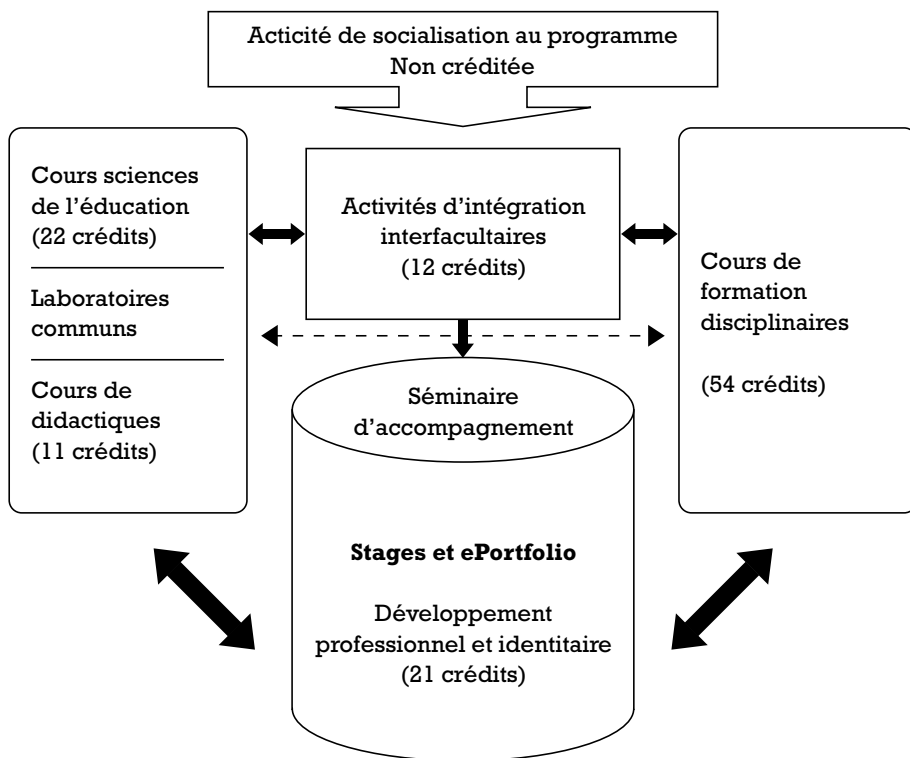 Acticité de socialisation au programme
Non créditée
Cours sciences
de l’éducation
(22 crédits)
Laboratoires
communs
Cours de
didactiques
(11 crédits)
Activités d’intégration
interfacultaires
(12 crédits)
Cours de
formation
disciplinaires
(54 crédits)
Séminaire
d’accompagnement
Stages et ePortfolio
Développement
professionnel et identitaire
(21 crédits)